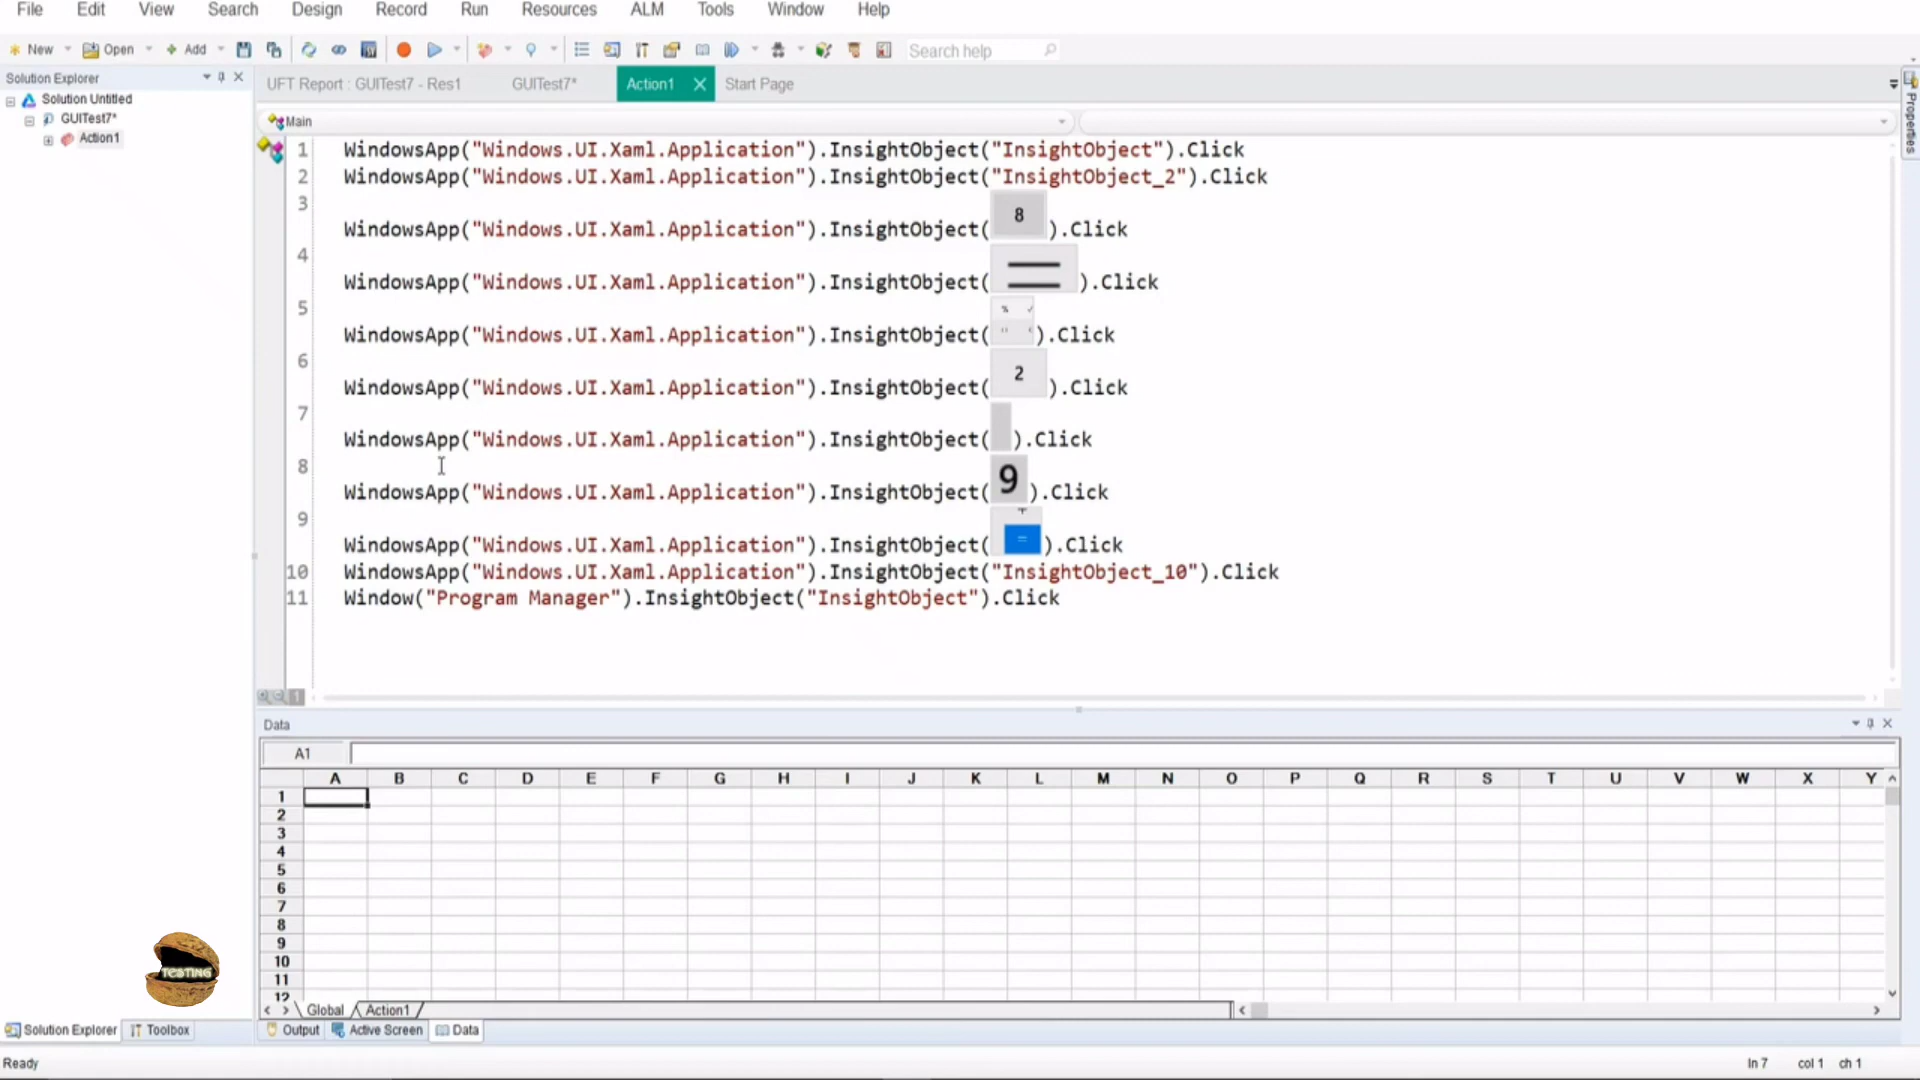 File Edit View Search Design Record Run Resources ALM Tools Window Help
New Open Add Search help
Solution Explorer
Solution Untitled
GUITest7*
Action1
UFT Report : GUITest7 - Res1 GUITest7* Action1 Start Page
Properties
Main
1 WindowsApp("Windows.UI.Xaml.Application").InsightObject("InsightObject").Click
2 WindowsApp("Windows.UI.Xaml.Application").InsightObject("InsightObject_2").Click
3 WindowsApp("Windows.UI.Xaml.Application").InsightObject( 8 ).Click
4 WindowsApp("Windows.UI.Xaml.Application").InsightObject( ).Click
5 WindowsApp("Windows.UI.Xaml.Application").InsightObject( % ).Click
6 WindowsApp("Windows.UI.Xaml.Application").InsightObject( 2 ).Click
7 WindowsApp("Windows.UI.Xaml.Application").InsightObject( ).Click
8 WindowsApp("Windows.UI.Xaml.Application").InsightObject( 9 ).Click
9 WindowsApp("Windows.UI.Xaml.Application").InsightObject( + = ).Click
10 WindowsApp("Windows.UI.Xaml.Application").InsightObject("InsightObject_10").Click
11 Window("Program Manager").InsightObject("InsightObject").Click
1
Data
A1
A B C D E F G H I J K L M N O P Q R S T U V W X Y
1
2
3
4
5
6
7
8
9
10
11
12
TESTING
Global Action1
Solution Explorer Toolbox Output Active Screen Data
Ready ln 7 col 1 ch 1